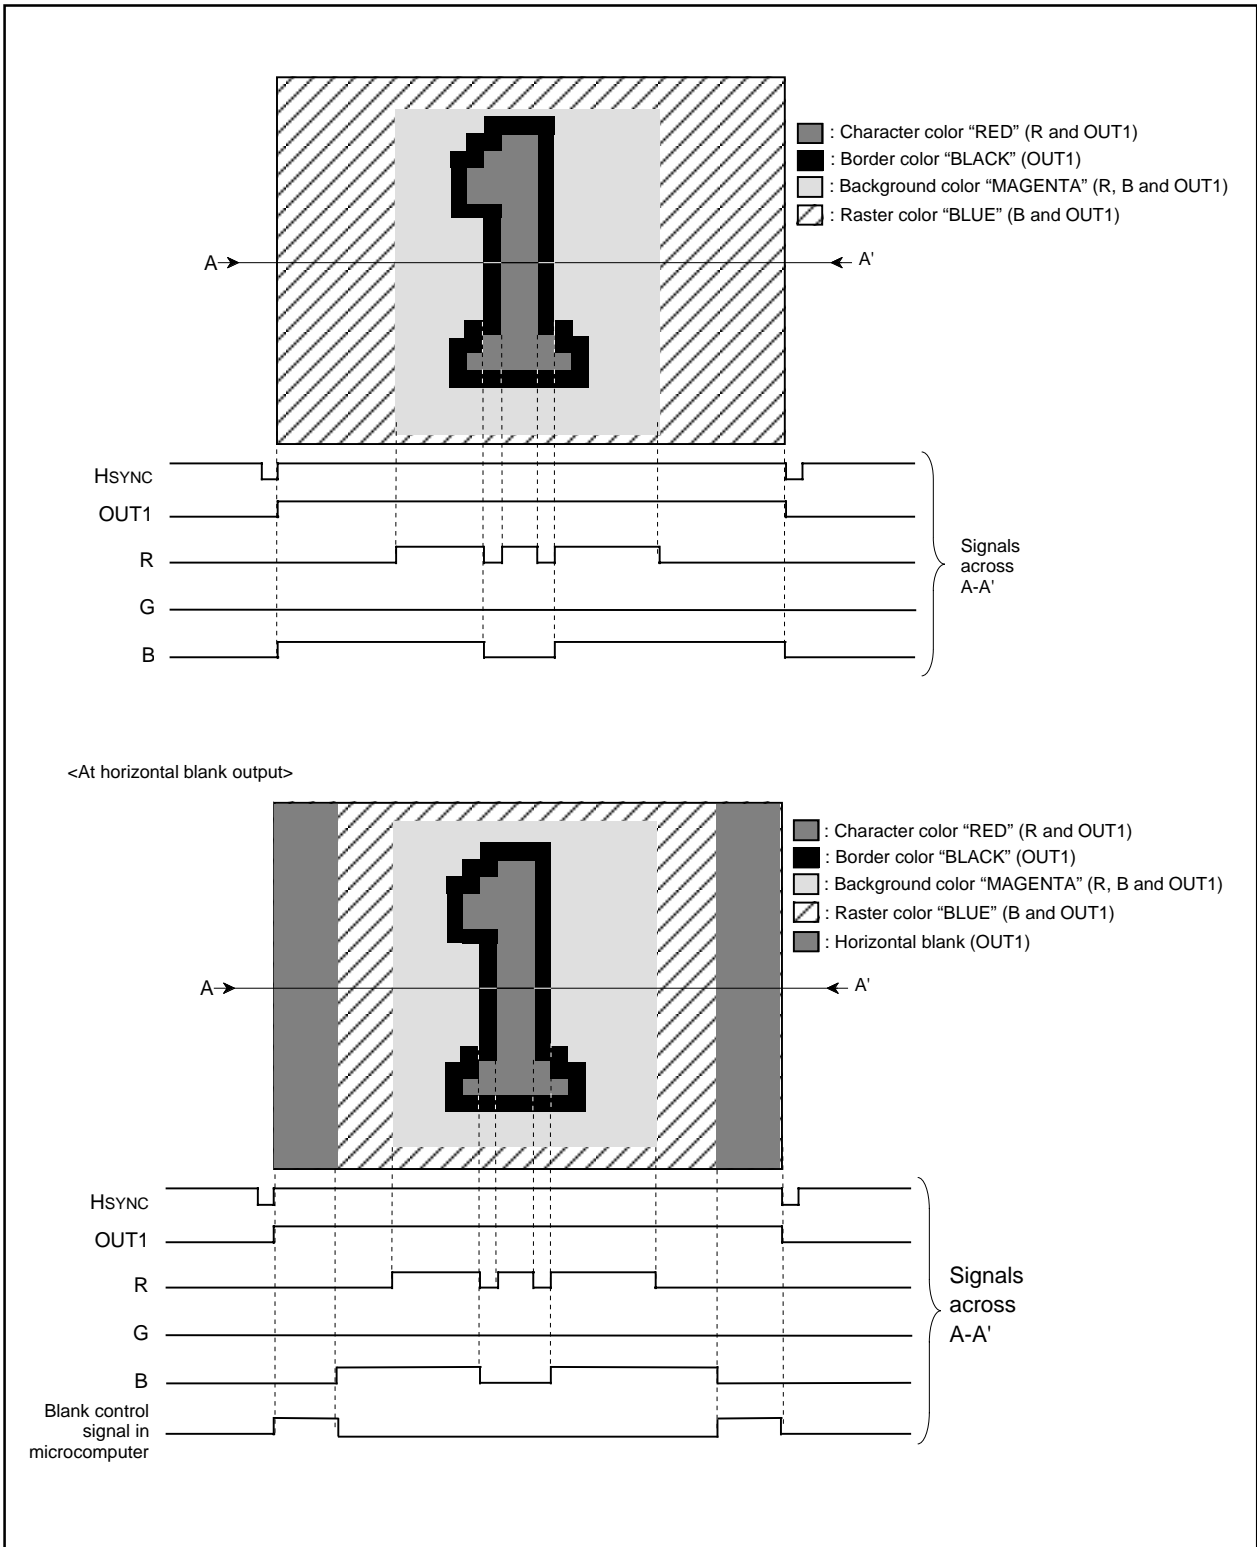 : Character color “RED” (R and OUT1)
: Border color “BLACK” (OUT1)
: Background color “MAGENTA” (R, B and OUT1)
: Raster color “BLUE” (B and OUT1)
A
A'
HSYNC
OUT1
R
G
B
Signals
across
A-A'
<At horizontal blank output>
: Character color “RED” (R and OUT1)
: Border color “BLACK” (OUT1)
: Background color “MAGENTA” (R, B and OUT1)
: Raster color “BLUE” (B and OUT1)
: Horizontal blank (OUT1)
A
A'
HSYNC
OUT1
R
G
B
Blank control
signal in
microcomputer
Signals
across
A-A'